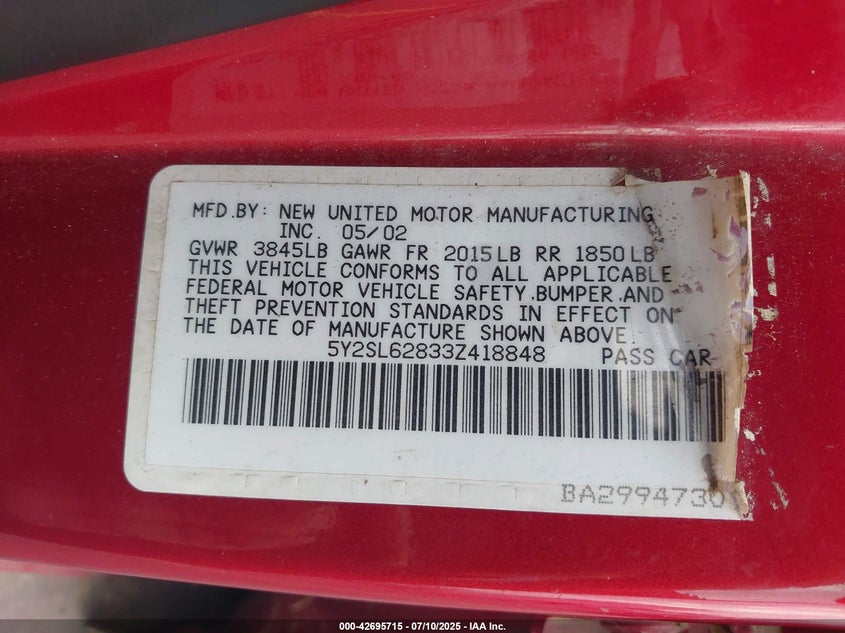 MFD.BY: NEW UNITED MOTOR MANUFACTURING
INC. 05/02
GVWR 3845LB GAWR FR 2015LB RR 1850LB
THIS VEHICLE CONFORMS TO ALL APPLICABLE
FEDERAL MOTOR VEHICLE SAFETY,BUMPER,AND
THEFT PREVENTION STANDARDS IN EFFECT ON
THE DATE OF MANUFACTURE SHOWN ABOVE.
5Y2SL62833Z418848 PASS CAR
BA2994730
000-42695715 - 07/10/2025 - IAA Inc.